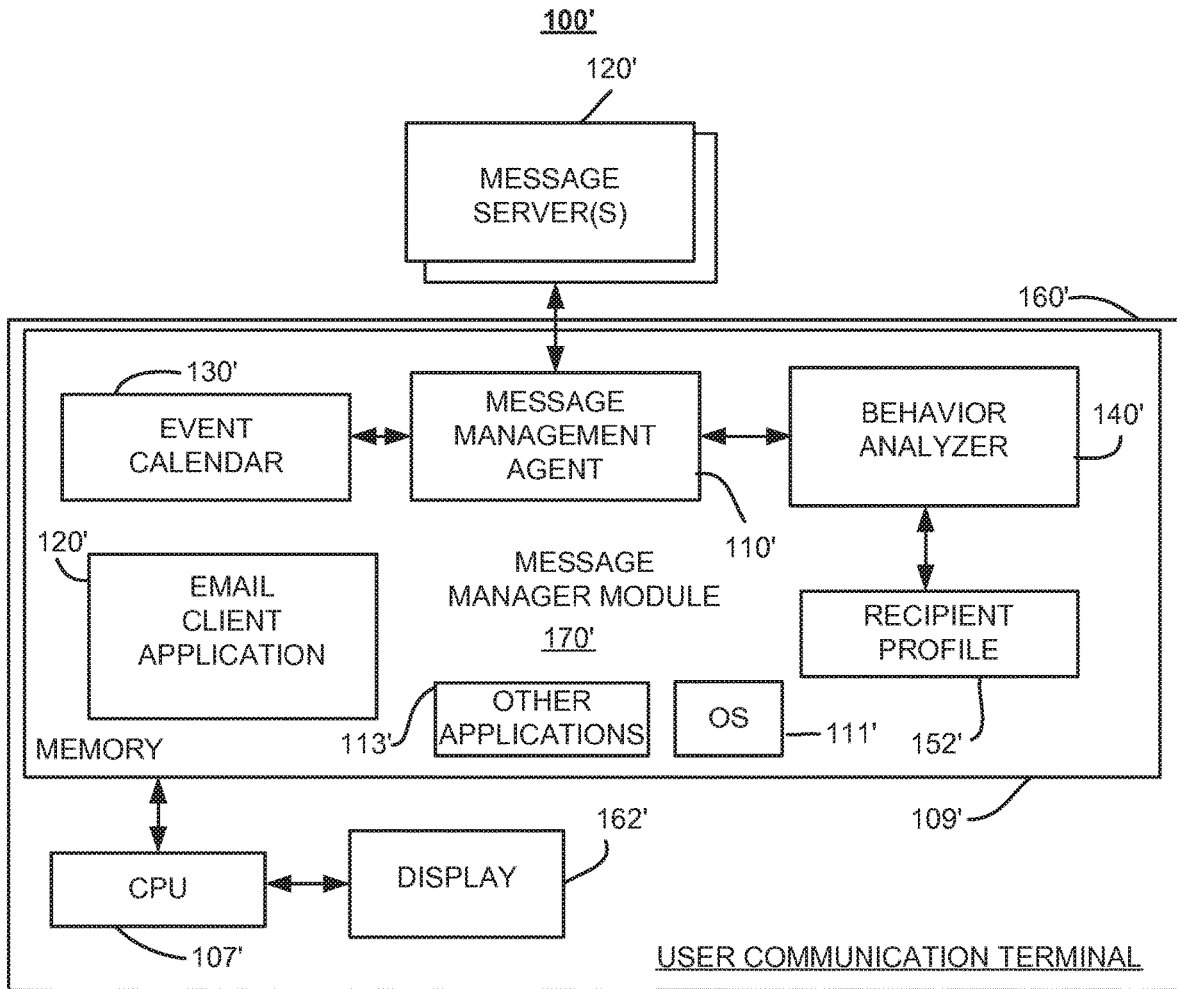 100'
120'
MESSAGE
SERVER(S)
160'
130'
EVENT
CALENDAR
MESSAGE
MANAGEMENT
AGENT
BEHAVIOR
ANALYZER
140'
110'
120'
EMAIL
CLIENT
APPLICATION
MESSAGE
MANAGER MODULE
170'
RECIPIENT
PROFILE
OTHER
APPLICATIONS
OS
113'
111'
152'
MEMORY
109'
162'
CPU
DISPLAY
107'
USER COMMUNICATION TERMINAL